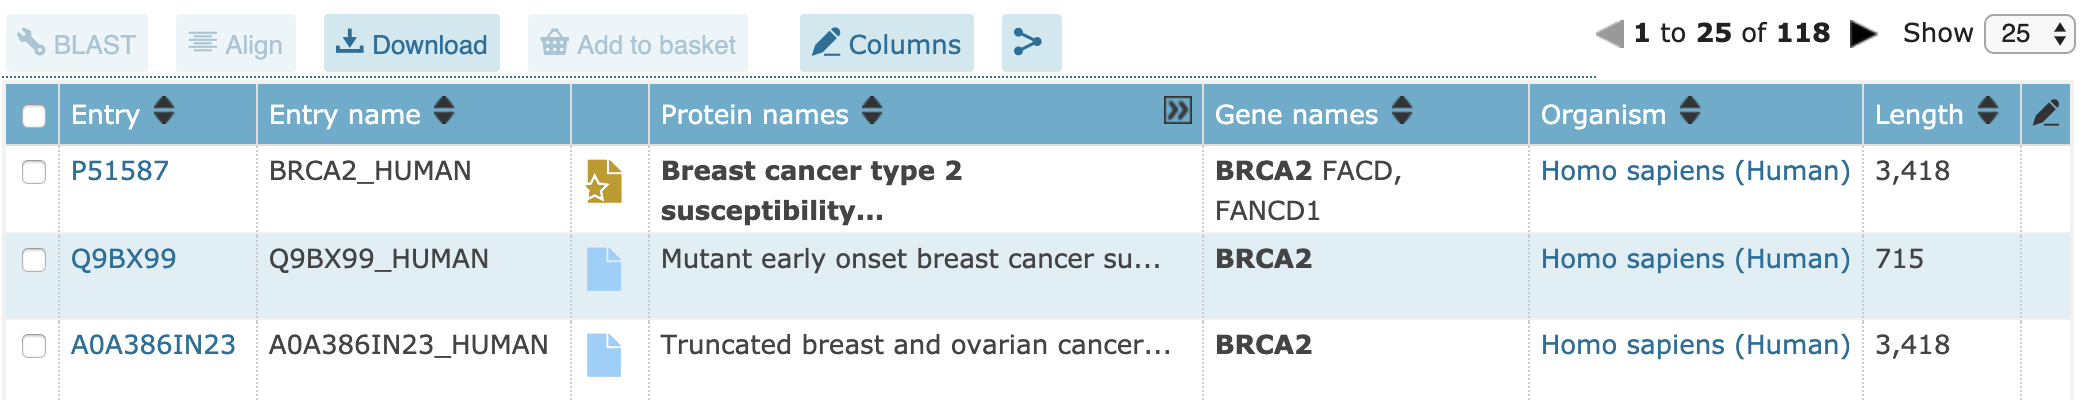 BLAST Align Download Add to basket Columns 1 to 25 of 118 Show 25
Entry Entry name Protein names Gene names Organism Length
P51587 BRCA2_HUMAN Breast cancer type 2 BRCA2 FACD, Homo sapiens (Human) 3,418
susceptibility... FANCD1
Q9BX99 Q9BX99_HUMAN Mutant early onset breast cancer su... BRCA2 Homo sapiens (Human) 715
A0A386IN23 A0A386IN23_HUMAN Truncated breast and ovarian cancer... BRCA2 Homo sapiens (Human) 3,418